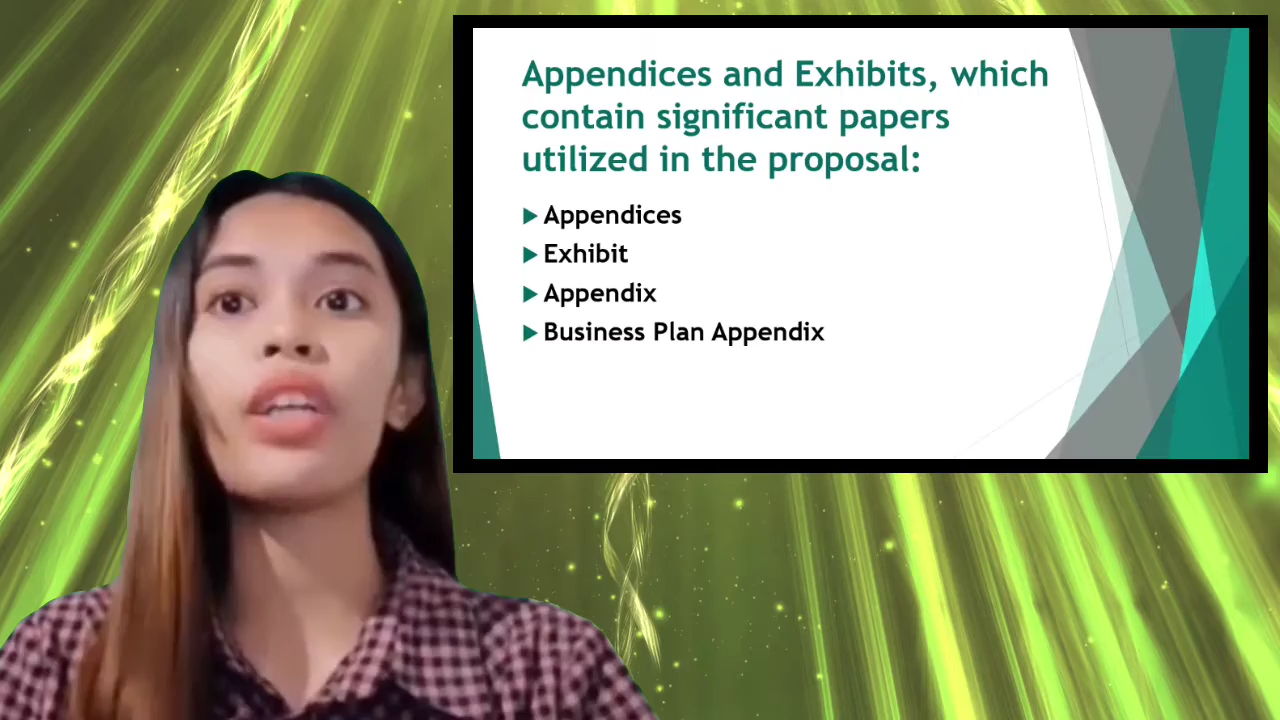 Appendices and Exhibits, which
contain significant papers
utilized in the proposal:
Appendices
Exhibit
Appendix
Business Plan Appendix